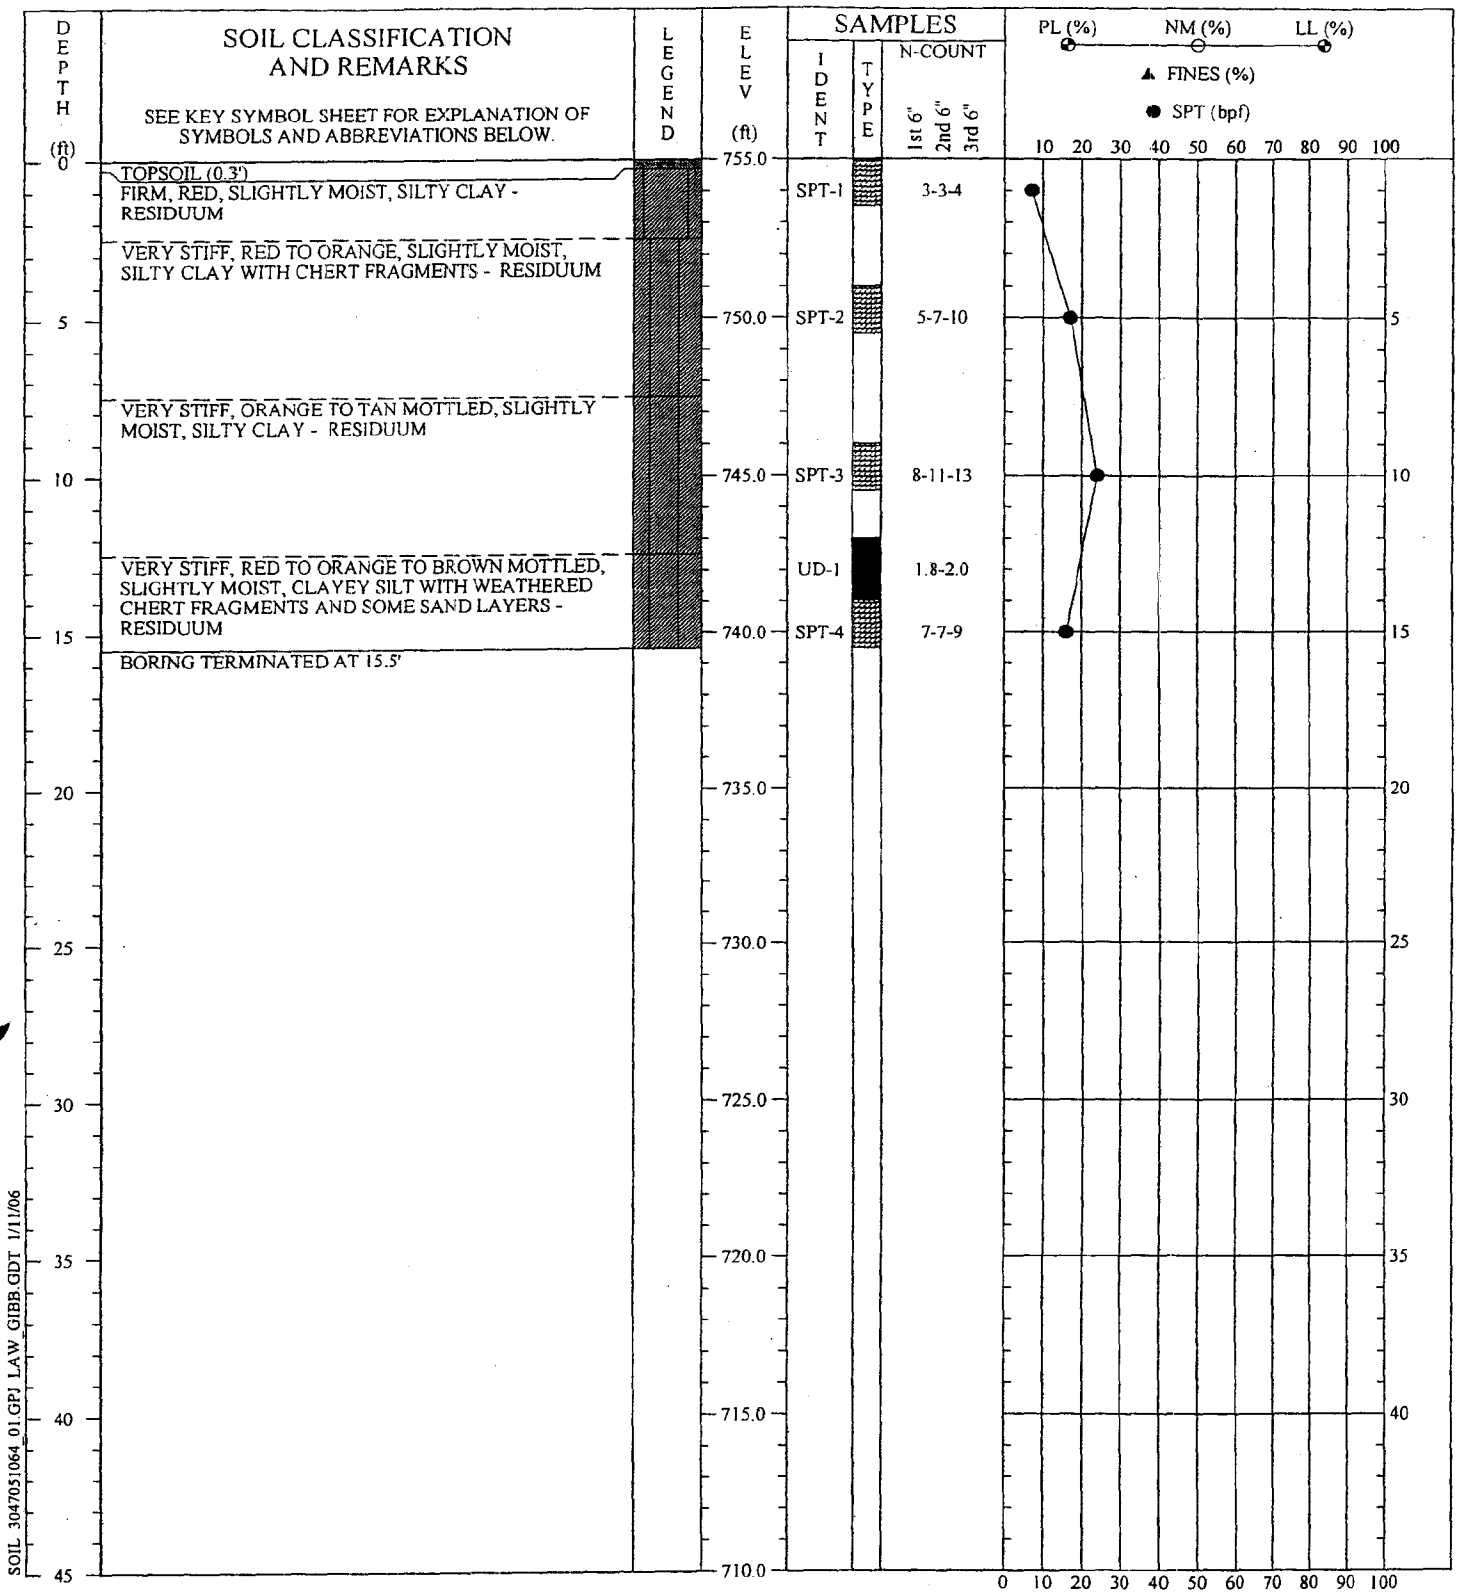 DEPTH
(ft)
SOIL CLASSIFICATION
AND REMARKS
SEE KEY SYMBOL SHEET FOR EXPLANATION OF
SYMBOLS AND ABBREVIATIONS BELOW.
LEGEND
ELEV
(ft)
SAMPLES
IDENT
TYPE
N-COUNT
1st 6"
2nd 6"
3rd 6"
PL (%) NM (%) LL (%)
▲ FINES (%)
● SPT (bpf)
10 20 30 40 50 60 70 80 90 100
0
TOPSOIL (0.3')
755.0
FIRM, RED, SLIGHTLY MOIST, SILTY CLAY -
RESIDUUM
SPT-1 3-3-4
VERY STIFF, RED TO ORANGE, SLIGHTLY MOIST,
SILTY CLAY WITH CHERT FRAGMENTS - RESIDUUM
5 750.0 SPT-2 5-7-10 5
VERY STIFF, ORANGE TO TAN MOTTLED, SLIGHTLY
MOIST, SILTY CLAY - RESIDUUM
10 745.0 SPT-3 8-11-13 10
VERY STIFF, RED TO ORANGE TO BROWN MOTTLED,
SLIGHTLY MOIST, CLAYEY SILT WITH WEATHERED
CHERT FRAGMENTS AND SOME SAND LAYERS -
RESIDUUM
UD-1 1.8-2.0
15 740.0 SPT-4 7-7-9 15
BORING TERMINATED AT 15.5'
20 735.0 20
25 730.0 25
30 725.0 30
35 720.0 35
40 715.0 40
45 710.0
0 10 20 30 40 50 60 70 80 90 100
SOIL 3047051064_01.GPJ LAW_GIBB.GDT 1/11/06